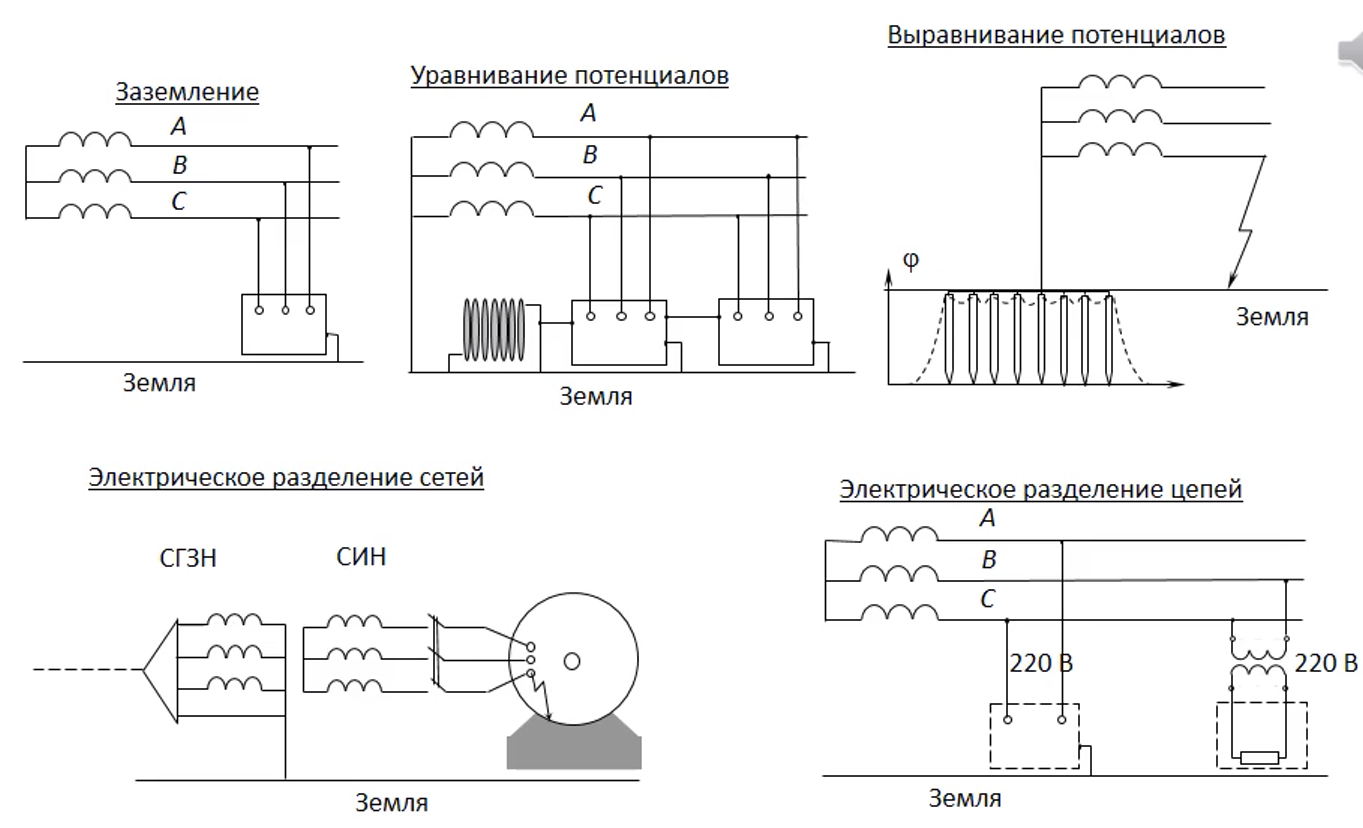 Заземление
A
B
C
Земля
Уравнивание потенциалов
A
B
C
Земля
Выравнивание потенциалов
φ
Земля
Электрическое разделение сетей
СГЗН
СИН
Земля
Электрическое разделение цепей
A
B
C
220 В
220 В
Земля